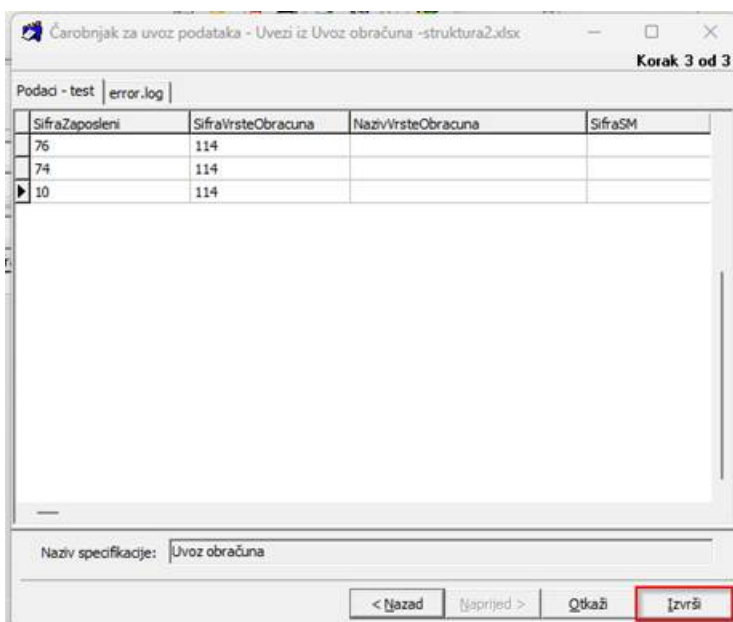 Čarobnjak za uvoz podataka - Uvezi iz Uvoz obračuna -struktura2.xlsx
Korak 3 od 3
Podaci - test error.log
SifraZaposleni SifraVrsteObracuna NazivVrsteObracuna SifraSM
76 114
74 114
10 114
Naziv specifikacije: Uvoz obračuna
< Nazad Naprijed > Otkaži Izvrši